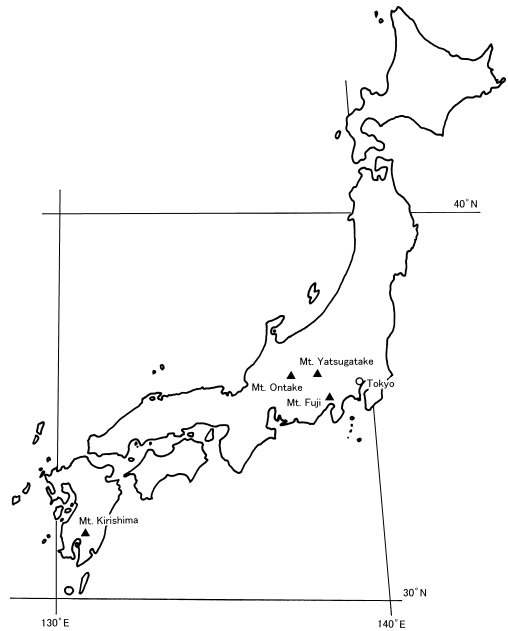 40°N
Mt. Yatsugatake
Mt. Ontake
Tokyo
Mt. Fuji
Mt. Kirishima
30°N
130°E
140°E